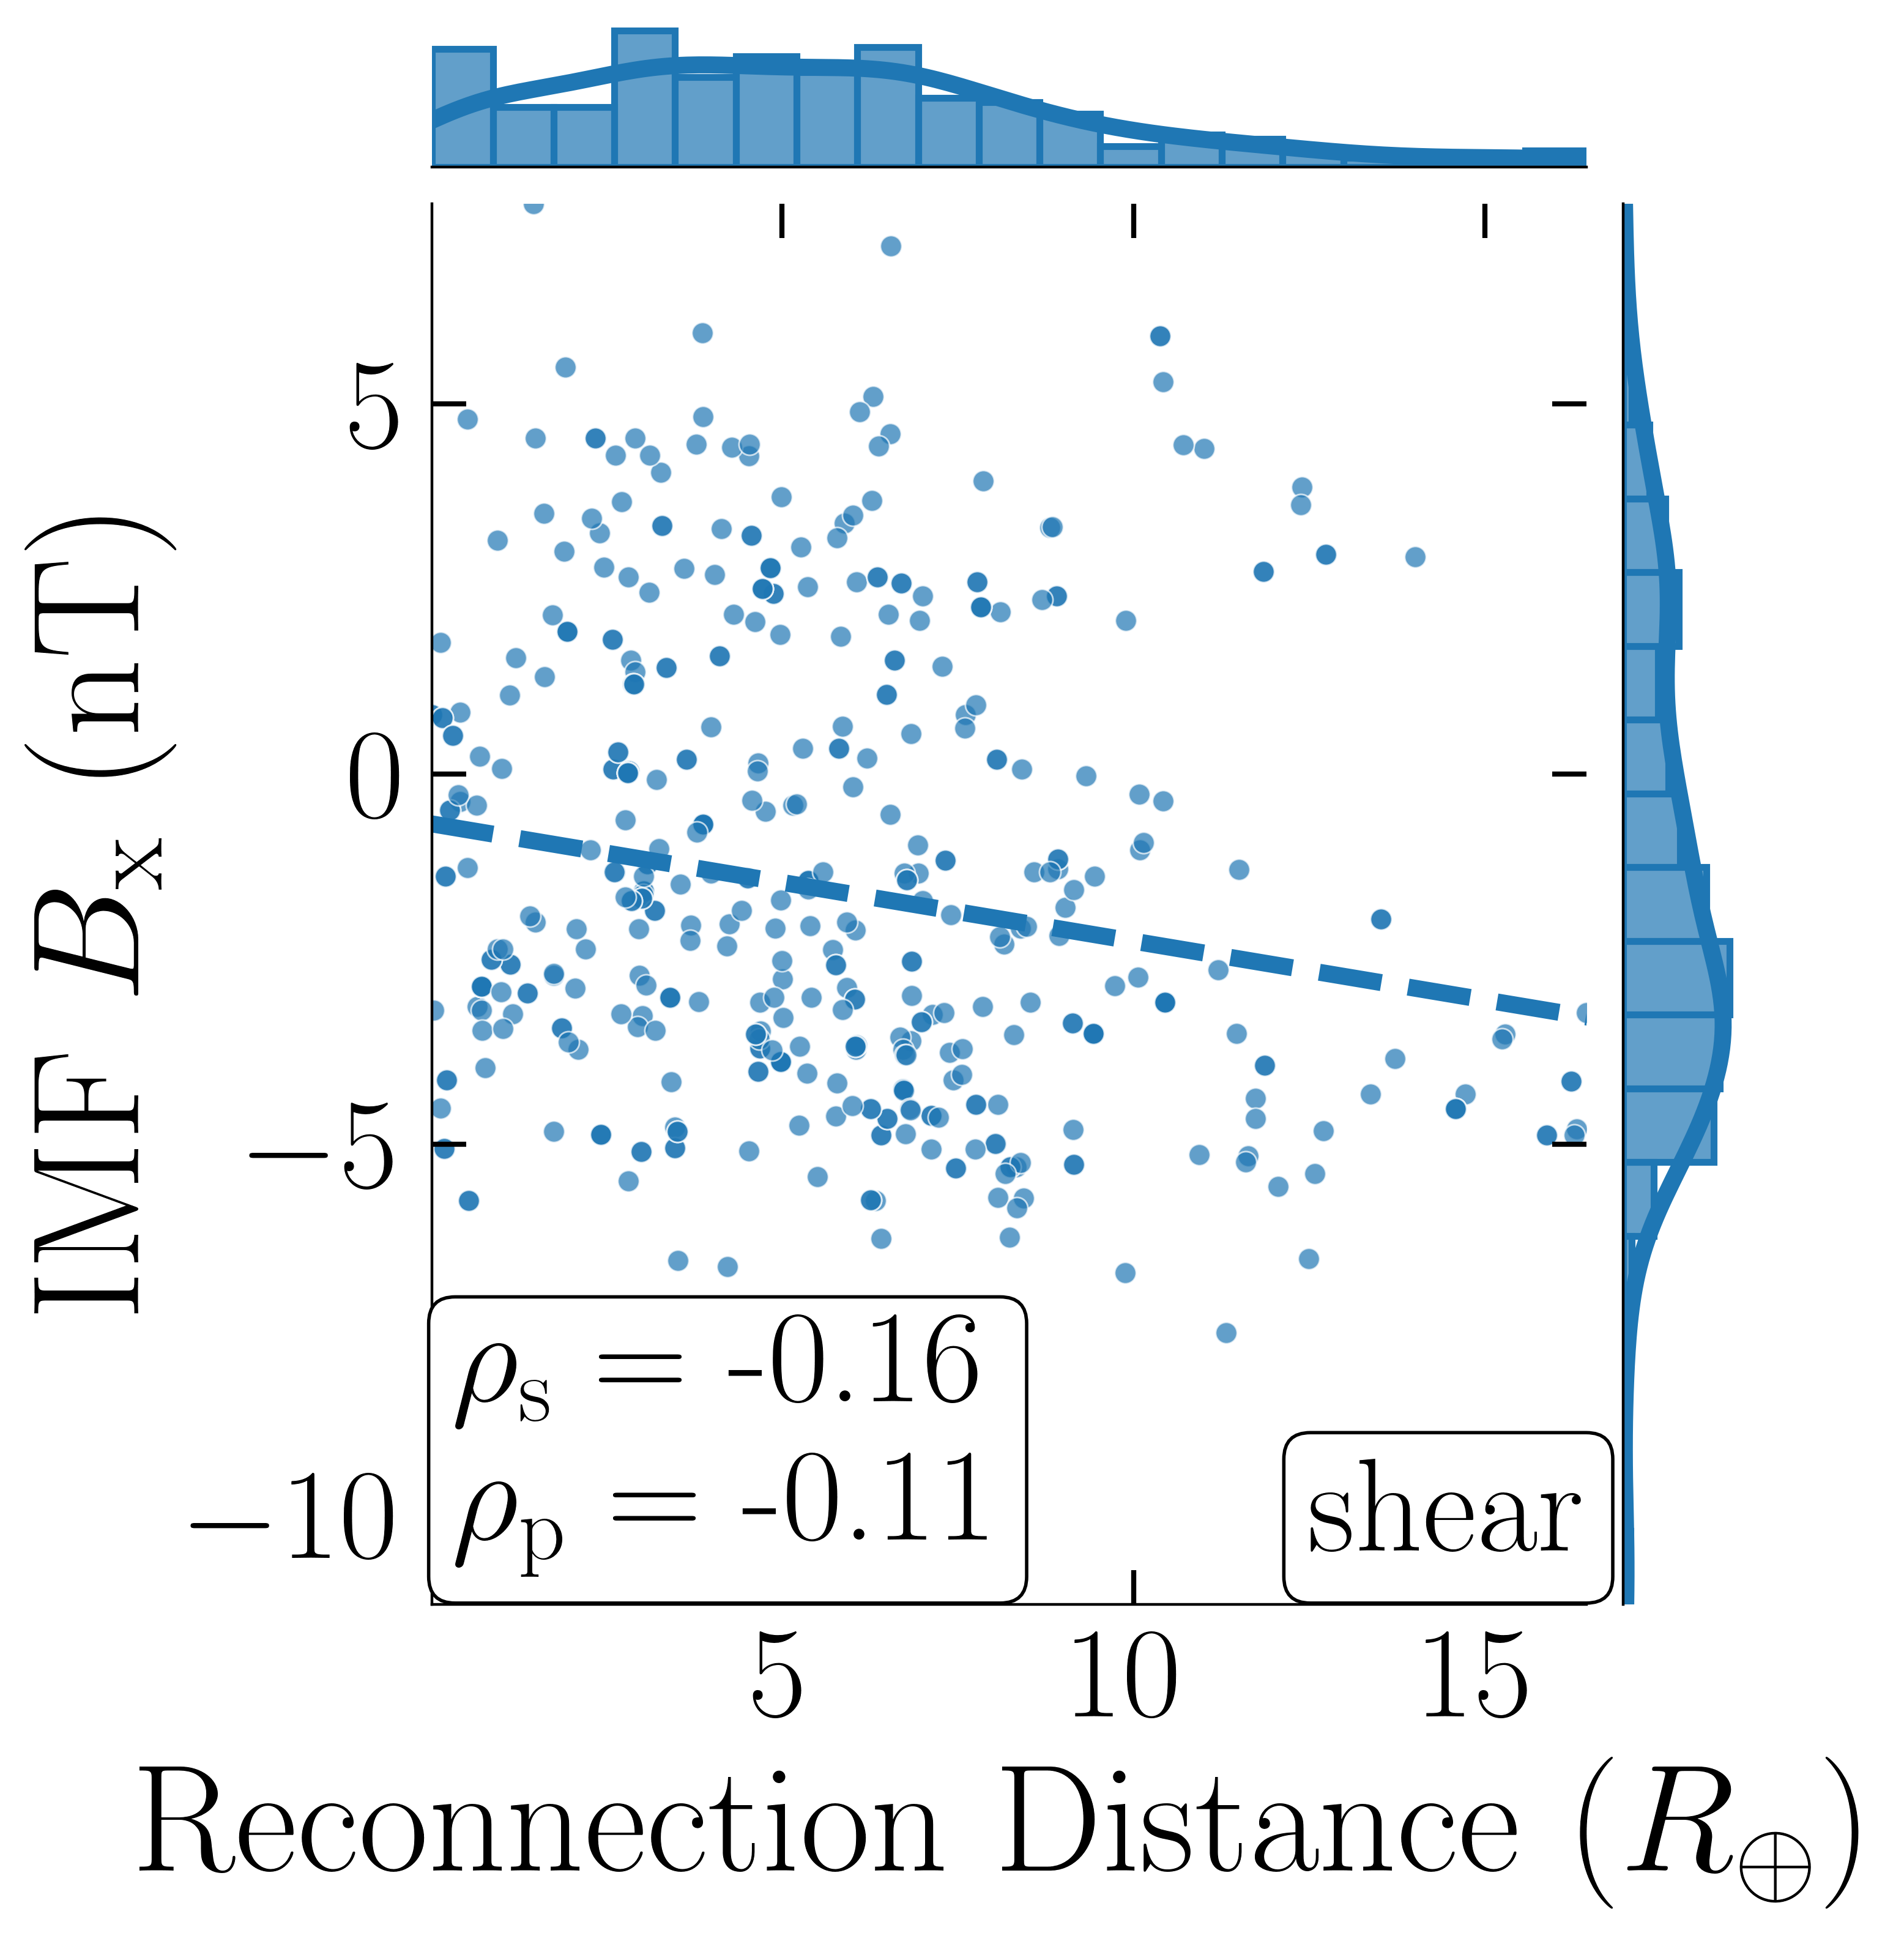 IMF Bₓ (nT)
5
0
−5
−10
ρₛ = -0.16
ρₚ = -0.11
shear
5 10 15
Reconnection Distance (R⊕)